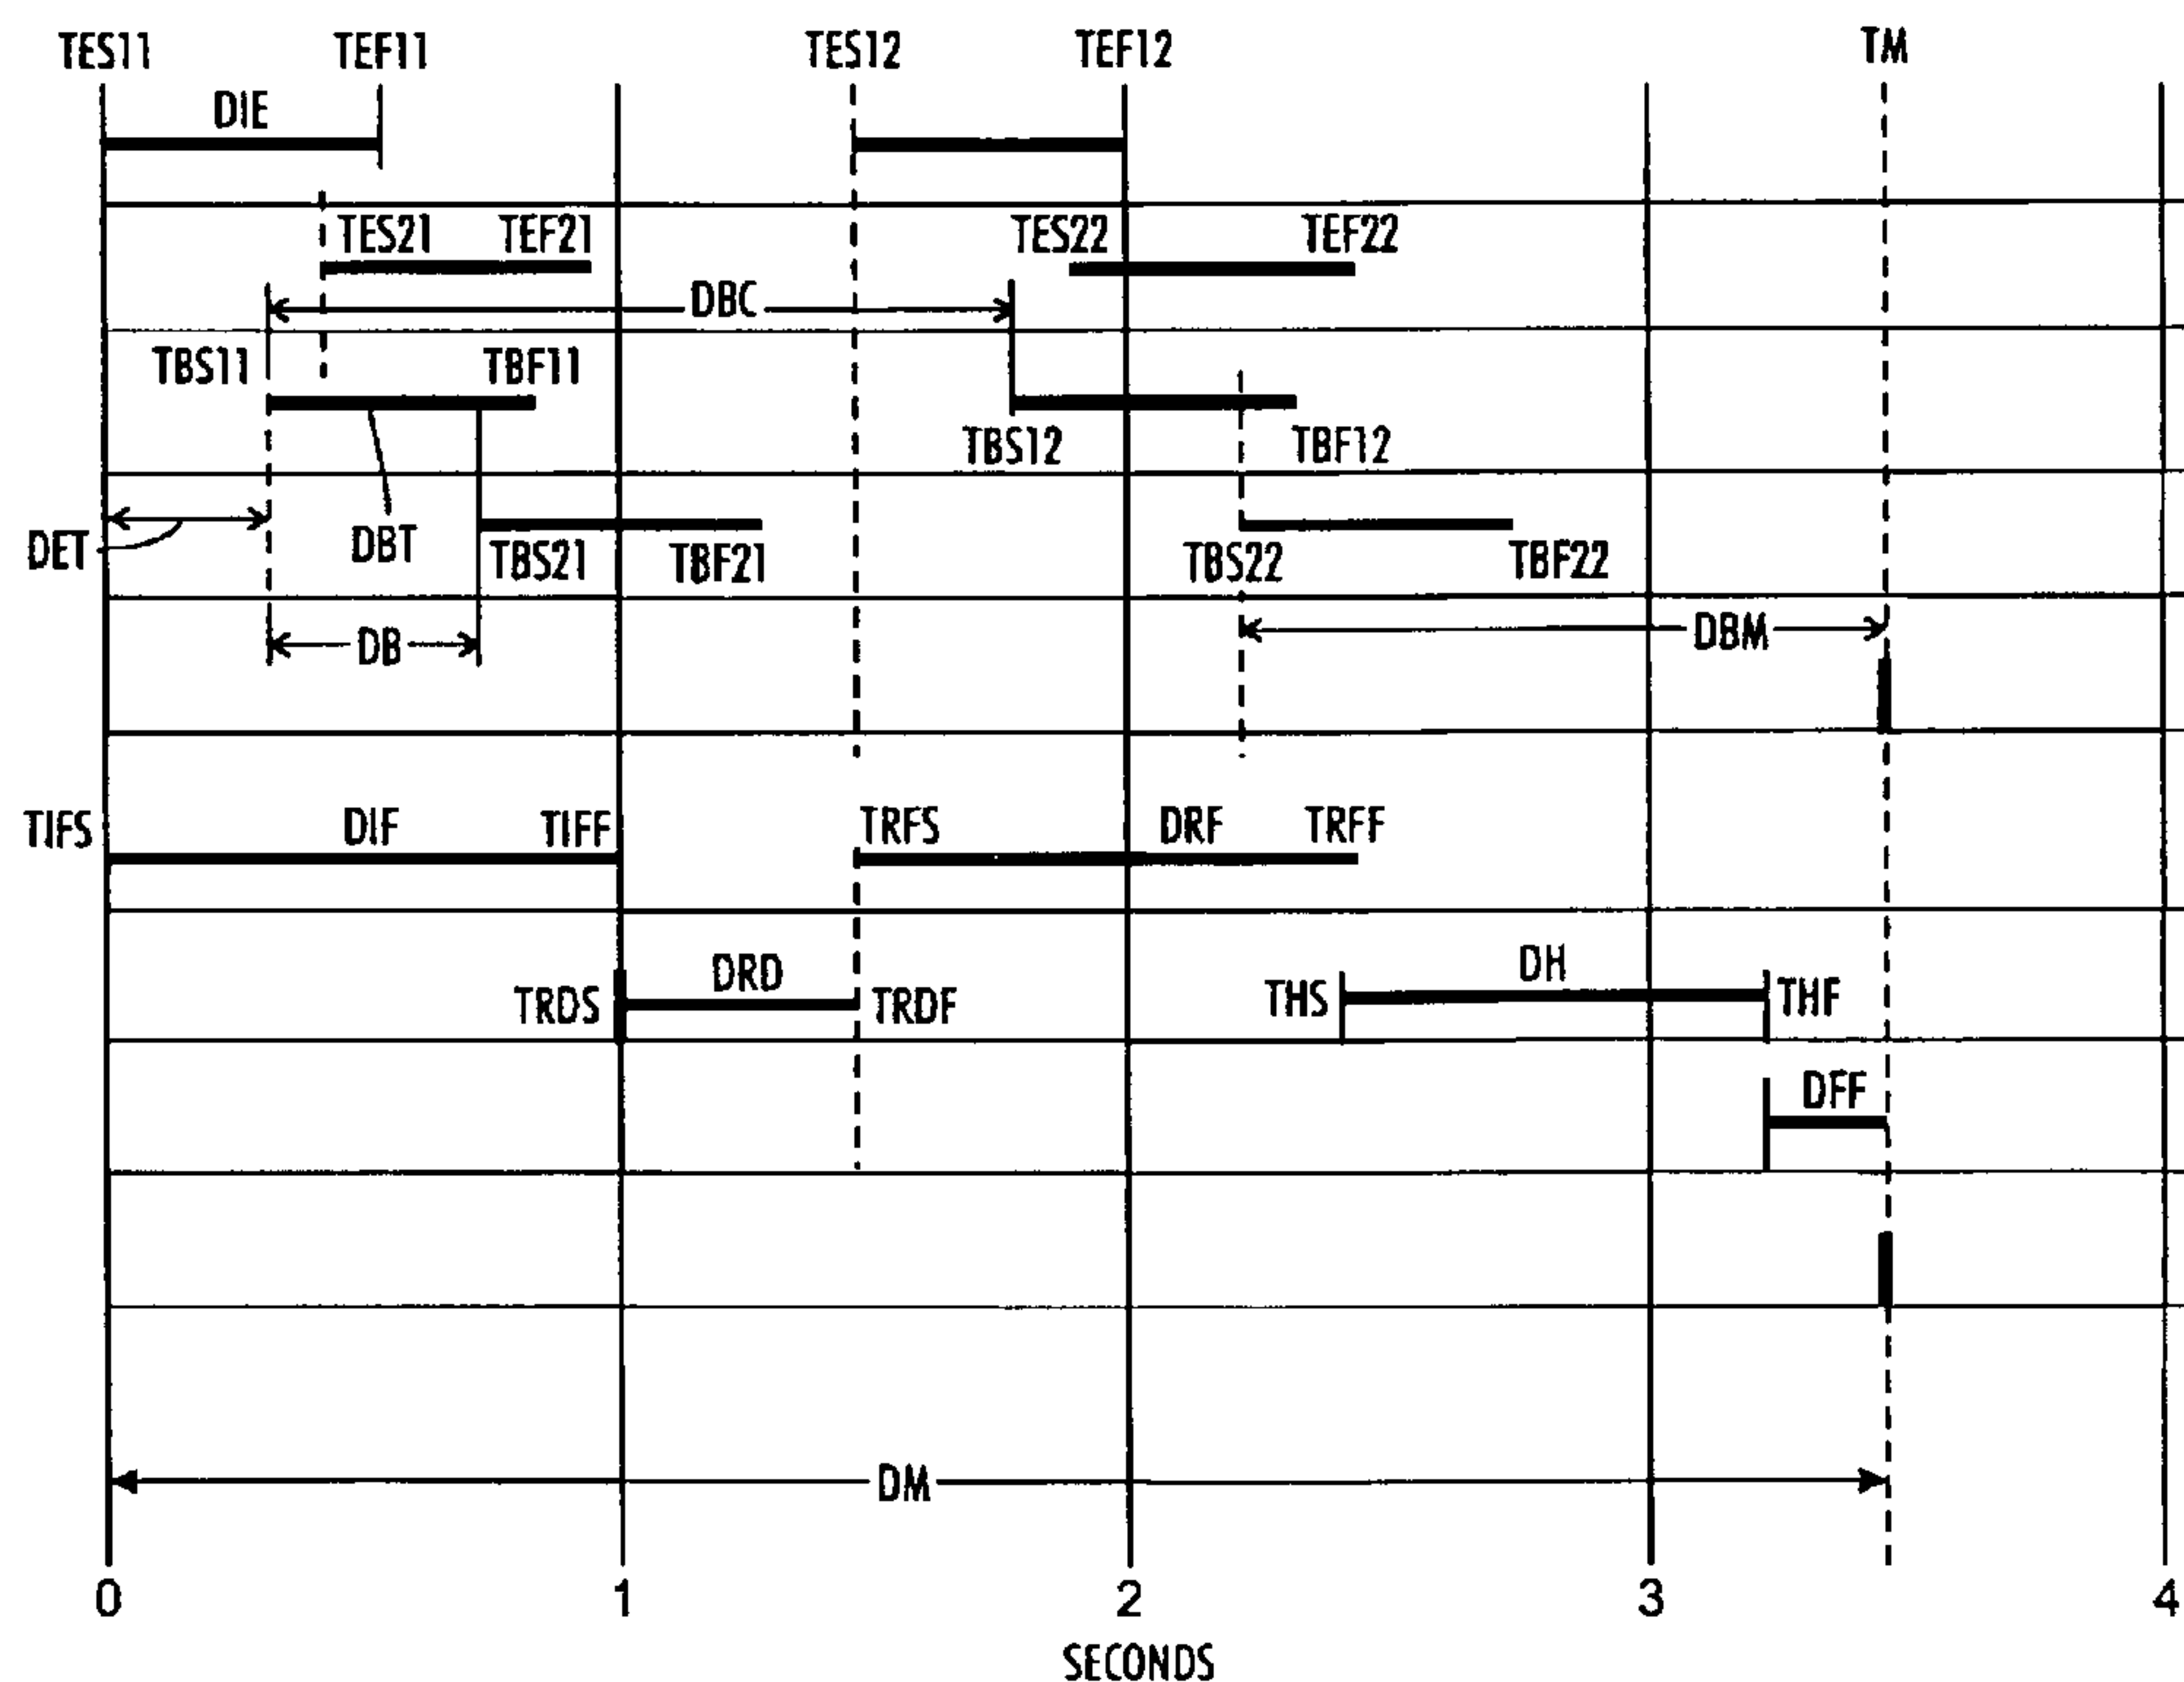 TES11 TEF11 TES12 TEF12 TM
DIE
TES21 TEF21 TES22 TEF22
DBC
TBS11 TBF11
TBS12 TBF12
DET DBT TBS21 TBF21 TBS22 TBF22
DB DBM
TIFS DIF TIFF TRFS DRF TRFF
TRDS DRD TRDF THS DH THF
DFF
DM
0 1 2 3 4
SECONDS